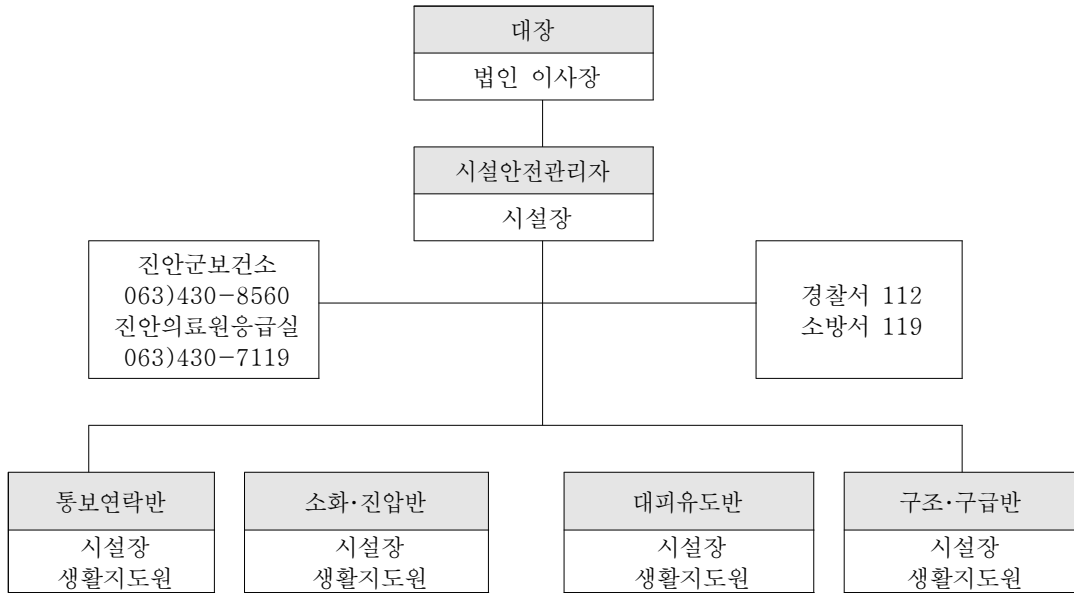 대장
법인 이사장
시설안전관리자
시설장
진안군보건소
063)430-8560
진안의료원응급실
063)430-7119
경찰서 112
소방서 119
통보연락반
시설장
생활지도원
소화·진압반
시설장
생활지도원
대피유도반
시설장
생활지도원
구조·구급반
시설장
생활지도원